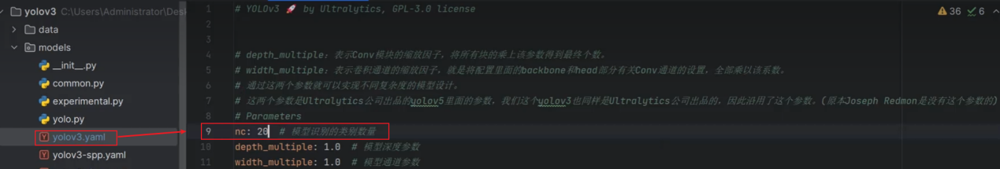 yolov3 C:\Users\Administrator\Desk
data
models
__init__.py
common.py
experimental.py
yolo.py
yolov3.yaml
yolov3-spp.yaml
1 # YOLOv3 🚀 by Ultralytics, GPL-3.0 license
2
3
4 # depth_multiple：表示Conv模块的缩放因子，将所有块的乘上该参数得到最终个数。
5 # width_multiple：表示卷积通道的缩放因子，就是将配置里面的backbone和head部分有关Conv通道的设置，全部乘以该系数。
6 # 通过这两个参数就可以实现不同复杂度的模型设计。
7 # 这两个参数是Ultralytics公司出品的yolov5里面的参数，我们这个yolov3也同样是Ultralytics公司出品的，因此沿用了这个参数。(原本Joseph Redmon是没有这个参数的)
8 # Parameters
9 nc: 20 # 模型识别的类别数量
10 depth_multiple: 1.0 # 模型深度参数
11 width_multiple: 1.0 # 模型通道参数
36 6